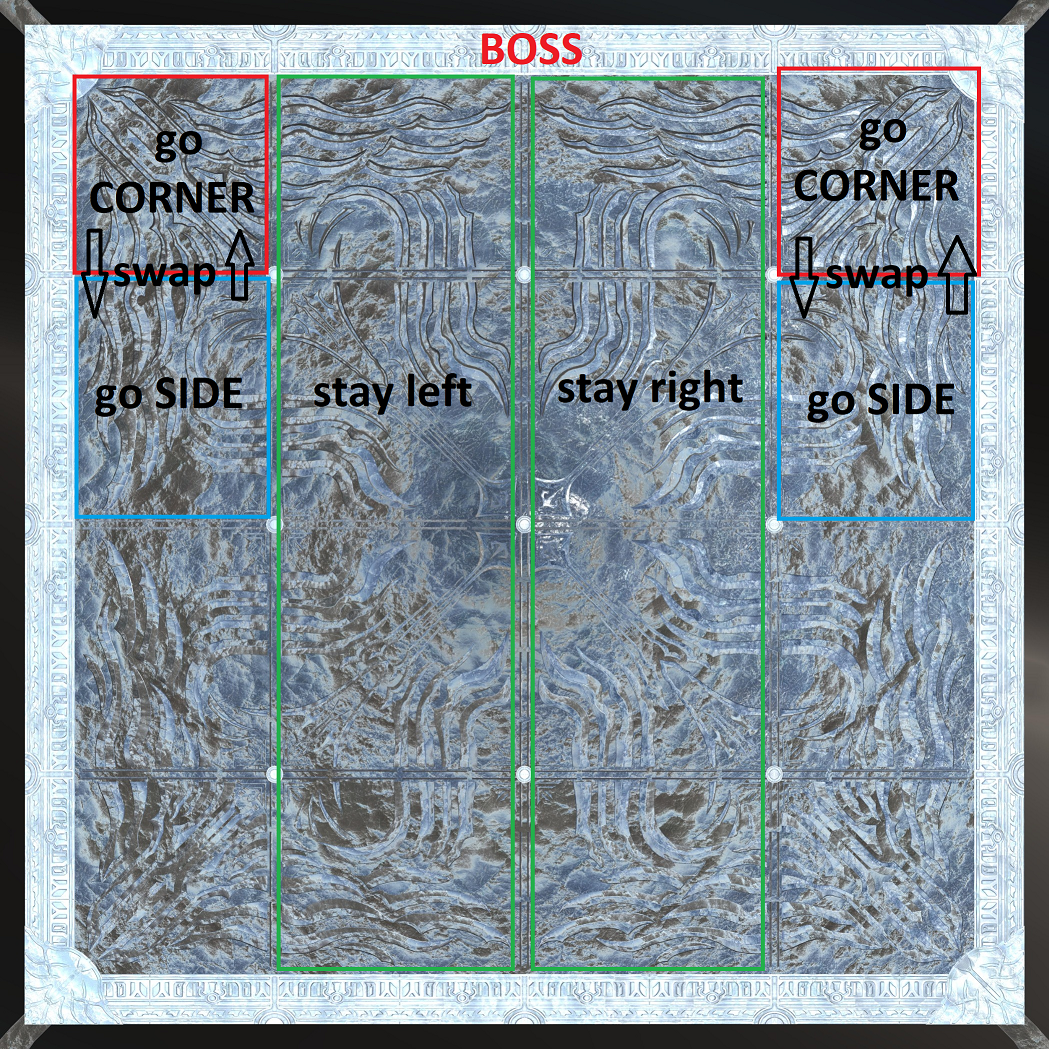 BOSS
go
CORNER
swap
go SIDE
stay left
stay right
go
CORNER
swap
go SIDE